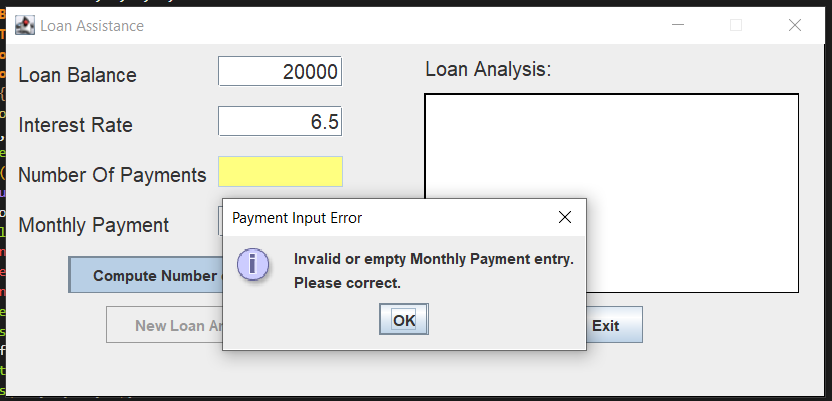 Loan Assistance
Loan Balance
20000
Loan Analysis:
Interest Rate
6.5
Number Of Payments
Monthly Payment
Payment Input Error
Invalid or empty Monthly Payment entry.
Please correct.
OK
Compute Number
New Loan
Exit